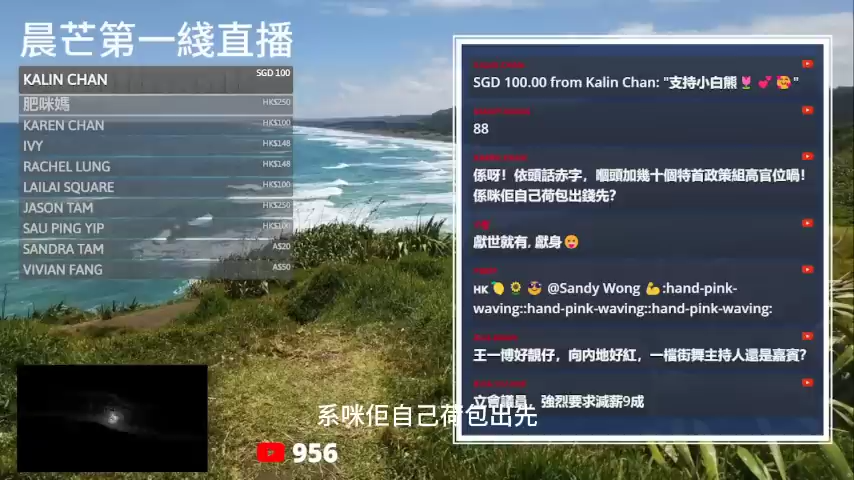 晨芒第一綫直播
KALIN CHAN SGD 100
肥咪媽 HK$250
KAREN CHAN HK$100
IVY HK$148
RACHEL LUNG HK$148
LAILAI SQUARE HK$100
JASON TAM HK$250
SAU PING YIP HK$100
SANDRA TAM A$20
VIVIAN FANG A$50
SGD 100.00 from Kalin Chan: "支持小白熊🌷💕🥰"
88
係呀！依頭話赤字，嗰頭加幾十個特首政策組高官位喎！
係咪佢自己荷包出錢先？
獻世就有, 獻身🥵
HK🍋🌻😎 @Sandy Wong 💪:hand-pink-
waving::hand-pink-waving::hand-pink-waving:
王一博好靚仔，向內地好紅，一檔街舞主持人還是嘉賓？
立會議員，強烈要求減薪9成
系咪佢自己荷包出先
956